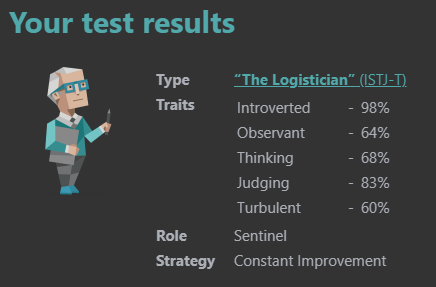 Your test results
Type "The Logistician" (ISTJ-T)
Traits Introverted - 98%
Observant - 64%
Thinking - 68%
Judging - 83%
Turbulent - 60%
Role Sentinel
Strategy Constant Improvement